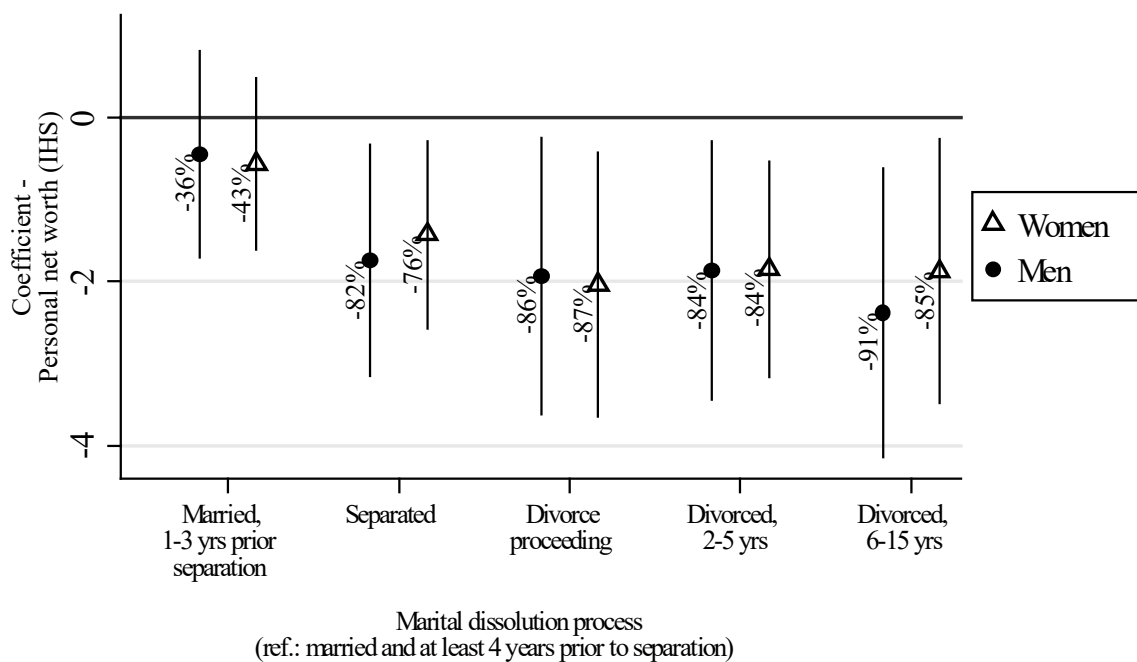 Coefficient -
Personal net worth (IHS)
0
-2
-4
-36%
-43%
-82%
-76%
-86%
-87%
-84%
-84%
-91%
-85%
Women
Men
Married,
1-3 yrs prior
separation
Separated
Divorce
proceeding
Divorced,
2-5 yrs
Divorced,
6-15 yrs
Marital dissolution process
(ref.: married and at least 4 years prior to separation)